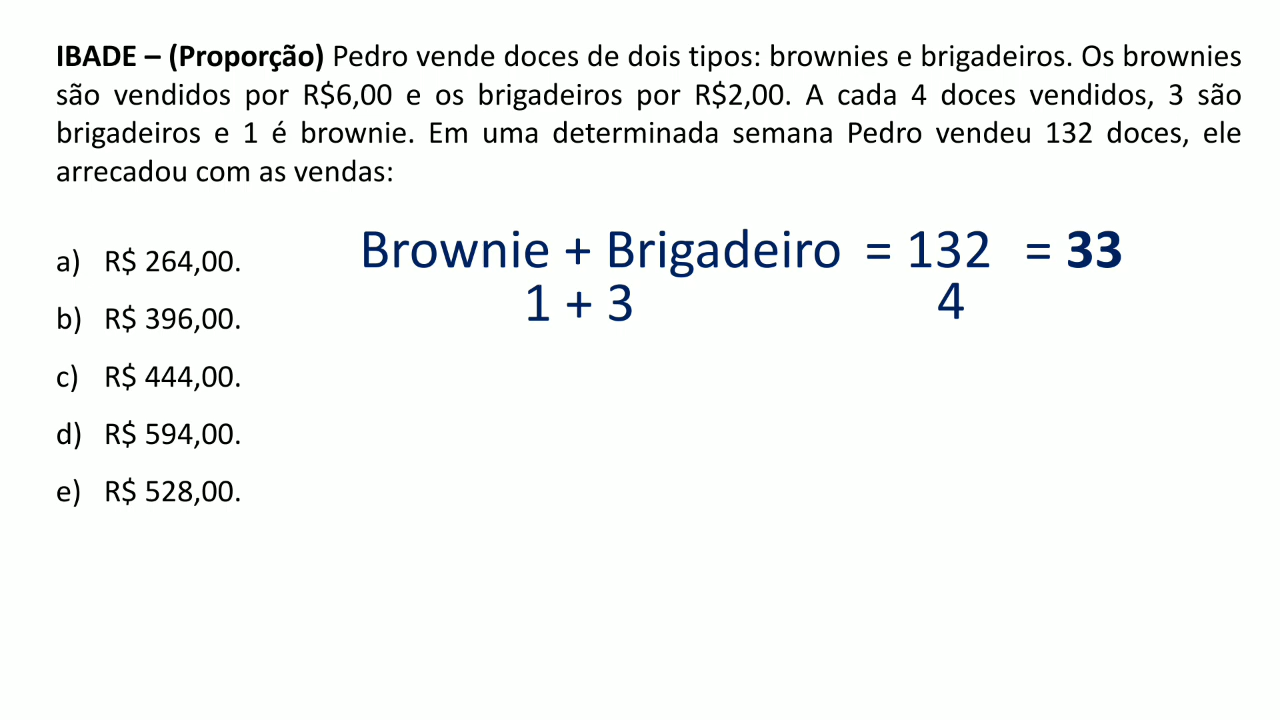 IBADE – (Proporção) Pedro vende doces de dois tipos: brownies e brigadeiros. Os brownies
são vendidos por R$6,00 e os brigadeiros por R$2,00. A cada 4 doces vendidos, 3 são
brigadeiros e 1 é brownie. Em uma determinada semana Pedro vendeu 132 doces, ele
arrecadou com as vendas:
Brownie + Brigadeiro = 132 = 33
1 + 3 4
a) R$ 264,00.
b) R$ 396,00.
c) R$ 444,00.
d) R$ 594,00.
e) R$ 528,00.